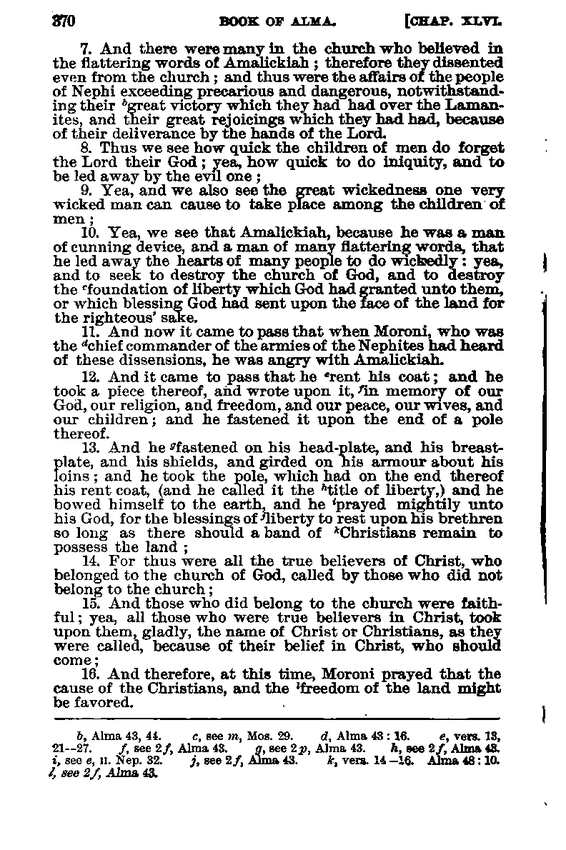 370 BOOK OF ALMA. [CHAP. XLVI.
7. And there were many in the church who believed in
the flattering words of Amalickiah ; therefore they dissented
even from the church ; and thus were the affairs of the people
of Nephi exceeding precarious and dangerous, notwithstand-
ing their ᵇgreat victory which they had had over the Laman-
ites, and their great rejoicings which they had had, because
of their deliverance by the hands of the Lord.
8. Thus we see how quick the children of men do forget
the Lord their God ; yea, how quick to do iniquity, and to
be led away by the evil one ;
9. Yea, and we also see the great wickedness one very
wicked man can cause to take place among the children of
men ;
10. Yea, we see that Amalickiah, because he was a man
of cunning device, and a man of many flattering words, that
he led away the hearts of many people to do wickedly ; yea,
and to seek to destroy the church of God, and to destroy
the ᶜfoundation of liberty which God had granted unto them,
or which blessing God had sent upon the face of the land for
the righteous' sake.
11. And now it came to pass that when Moroni, who was
the ᵈchief commander of the armies of the Nephites had heard
of these dissensions, he was angry with Amalickiah.
12. And it came to pass that he ᵉrent his coat ; and he
took a piece thereof, and wrote upon it, ᶠin memory of our
God, our religion, and freedom, and our peace, our wives, and
our children ; and he fastened it upon the end of a pole
thereof.
13. And he ᵍfastened on his head-plate, and his breast-
plate, and his shields, and girded on his armour about his
loins ; and he took the pole, which had on the end thereof
his rent coat, (and he called it the ʰtitle of liberty,) and he
bowed himself to the earth, and he ⁱprayed mightily unto
his God, for the blessings of ʲliberty to rest upon his brethren
so long as there should a band of ᵏChristians remain to
possess the land ;
14. For thus were all the true believers of Christ, who
belonged to the church of God, called by those who did not
belong to the church ;
15. And those who did belong to the church were faith-
ful ; yea, all those who were true believers in Christ, took
upon them, gladly, the name of Christ or Christians, as they
were called, because of their belief in Christ, who should
come ;
16. And therefore, at this time, Moroni prayed that the
cause of the Christians, and the ˡfreedom of the land might
be favored.
b, Alma 43, 44. c, see m, Mos. 29. d, Alma 43 : 16. e, vers. 13,
21--27. f, see 2 f, Alma 43. g, see 2 p, Alma 43. h, see 2 f, Alma 43.
i, see e, II. Nep. 32. j, see 2 f, Alma 43. k, vers. 14–16. Alma 48 : 10.
l, see 2 f, Alma 43.